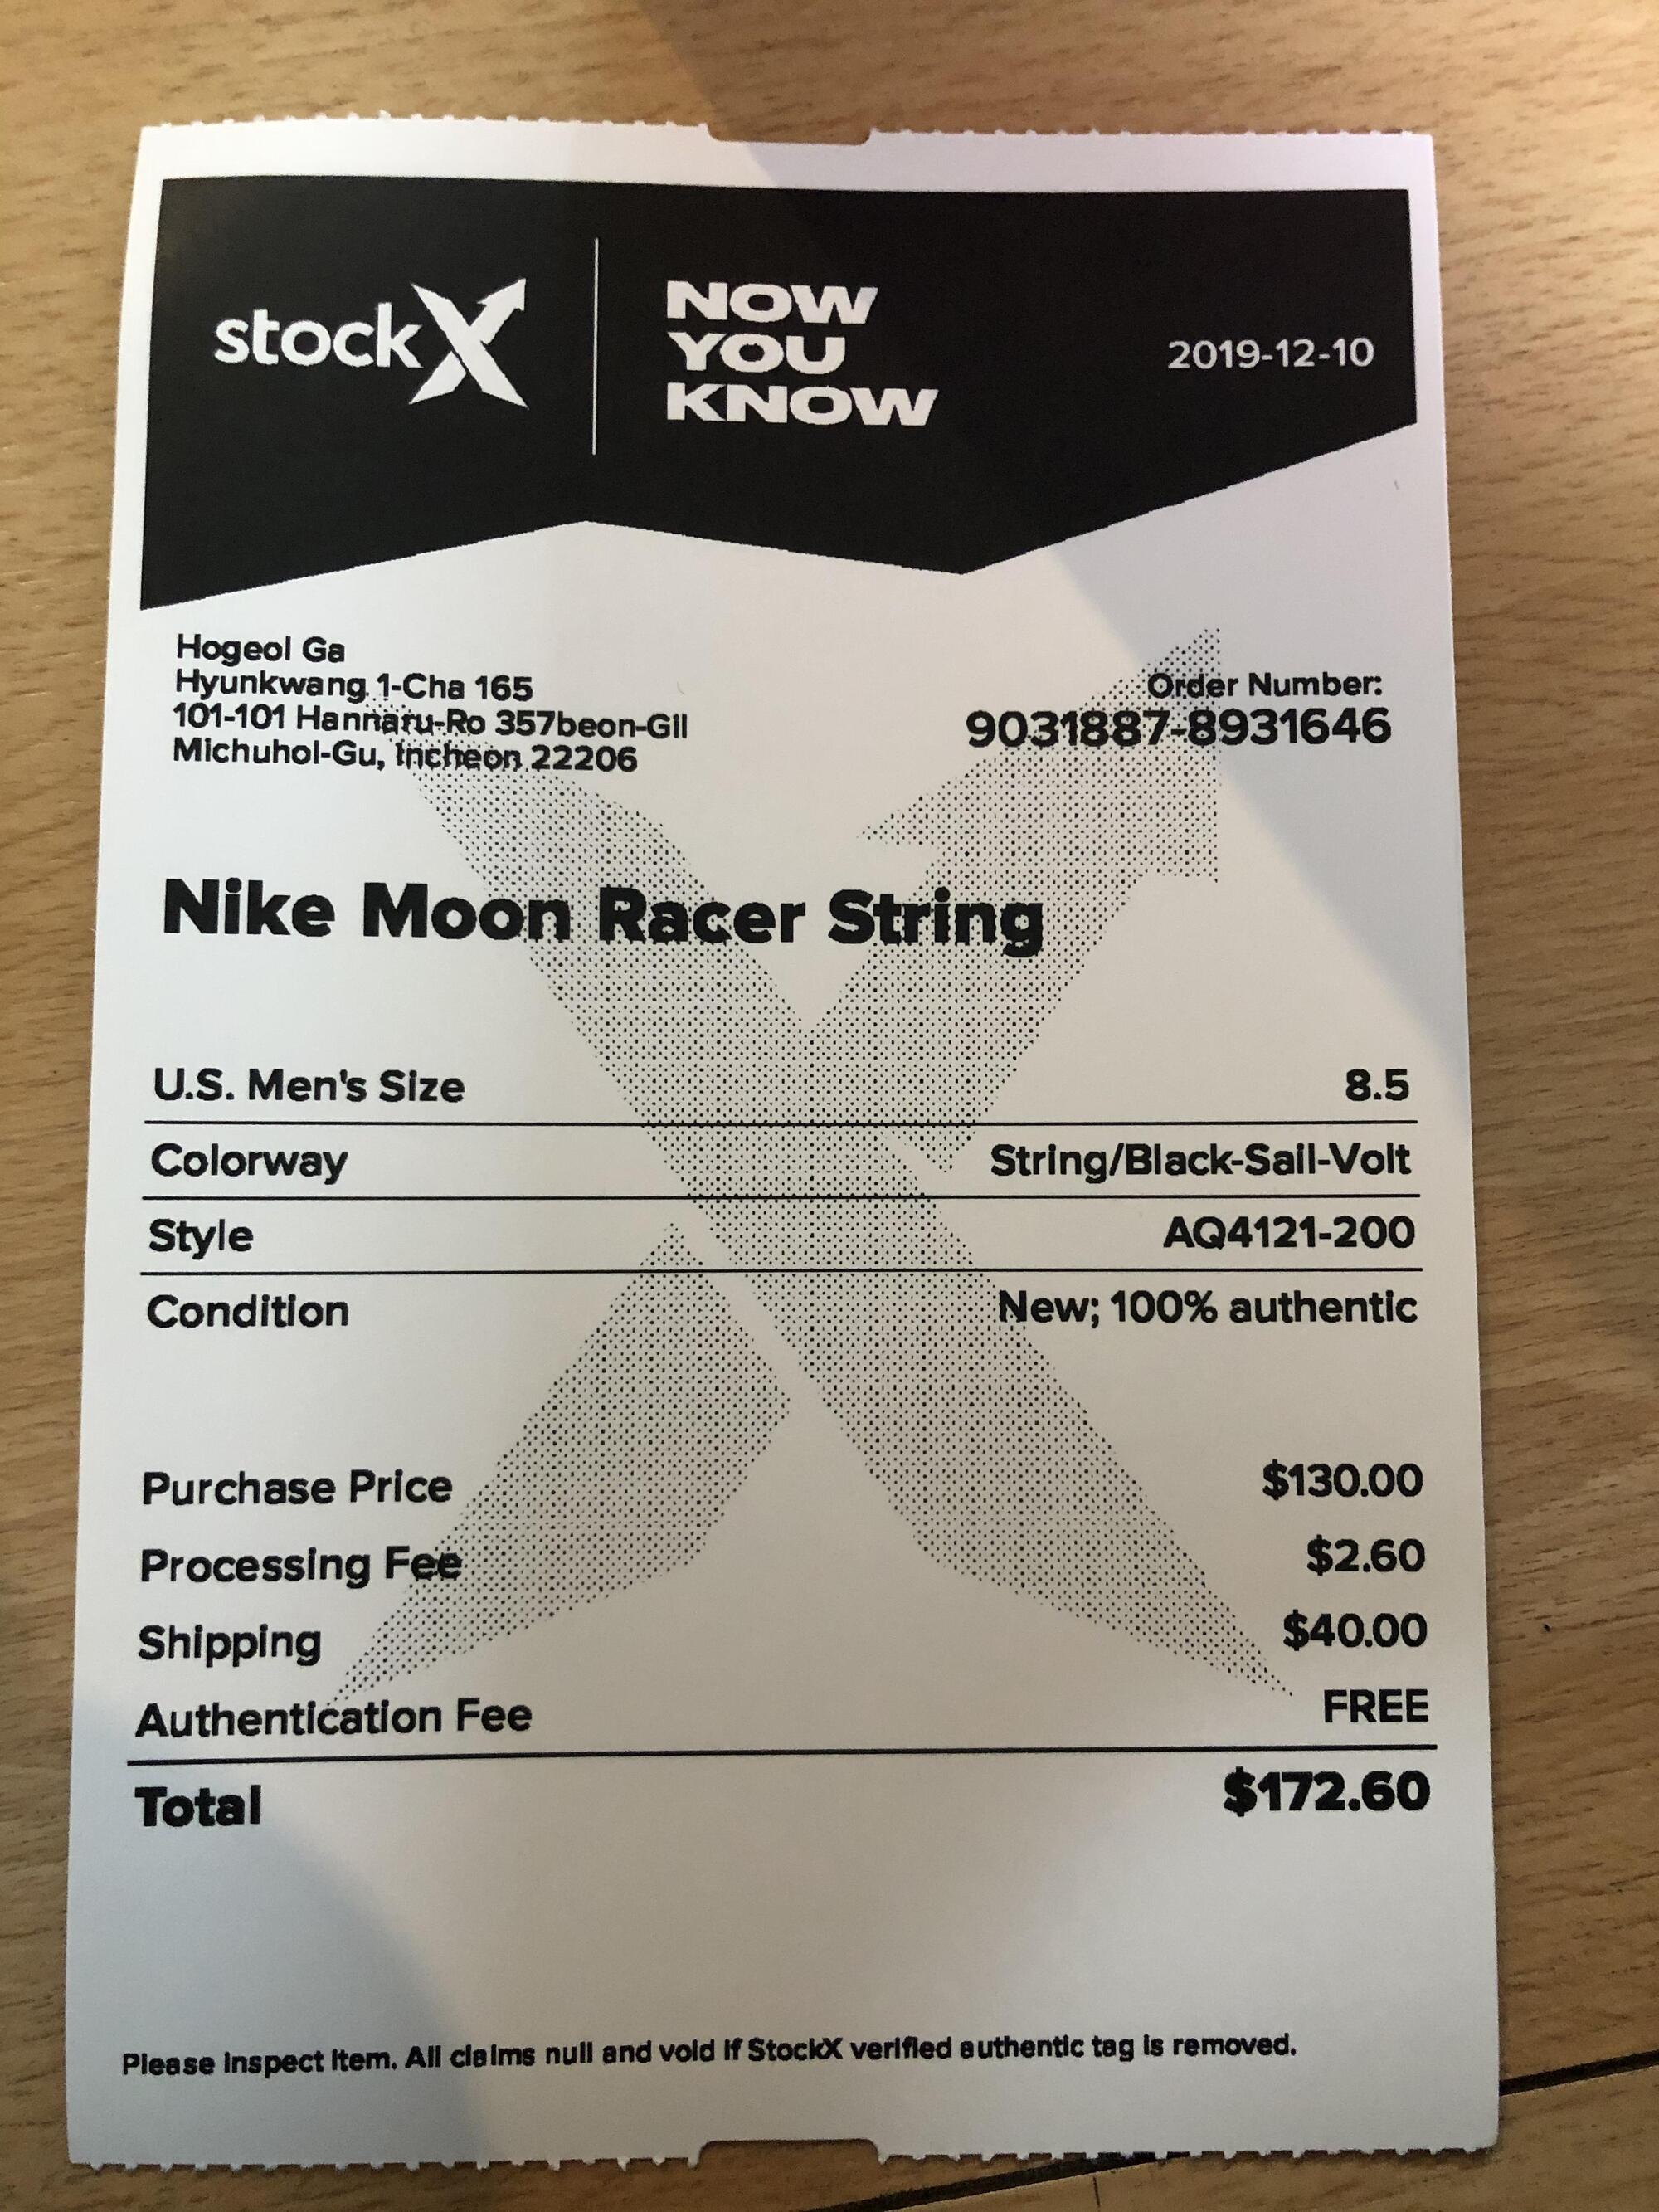 stockX
NOW
YOU
KNOW
2019-12-10
Hogeol Ga
Hyunkwang 1-Cha 165
101-101 Hannaru-Ro 357beon-Gil
Michuhol-Gu, Incheon 22206
Order Number:
9031887-8931646
Nike Moon Racer String
U.S. Men's Size 8.5
Colorway String/Black-Sail-Volt
Style AQ4121-200
Condition New; 100% authentic
Purchase Price $130.00
Processing Fee $2.60
Shipping $40.00
Authentication Fee FREE
Total $172.60
Please inspect item. All claims null and void if StockX verified authentic tag is removed.